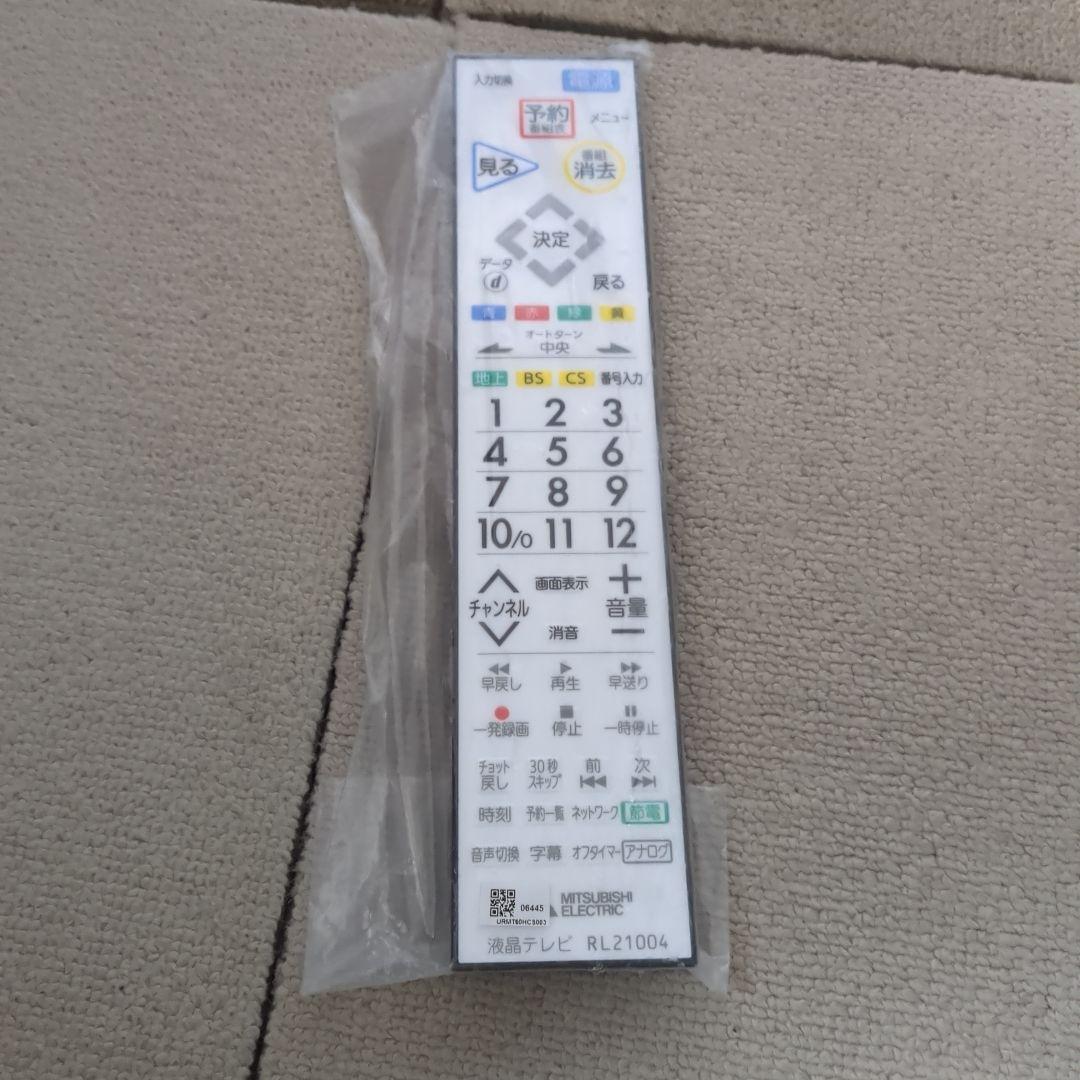 入力切換 電源
予約 メニュー
番組表
見る 番組
消去
決定
データ
d 戻る
青 赤 緑 黄
オートターン
中央
地上 BS CS 番号入力
1 2 3
4 5 6
7 8 9
10/0 11 12
画面表示 +
チャンネル 音量
消音 −
早戻し 再生 早送り
一発録画 停止 一時停止
チョット 30秒 前 次
戻し スキップ
時刻 予約一覧 ネットワーク 節電
音声切換 字幕 オフタイマー アナログ
06445 MITSUBISHI
ELECTRIC
URMT60HCS003
液晶テレビ RL21004